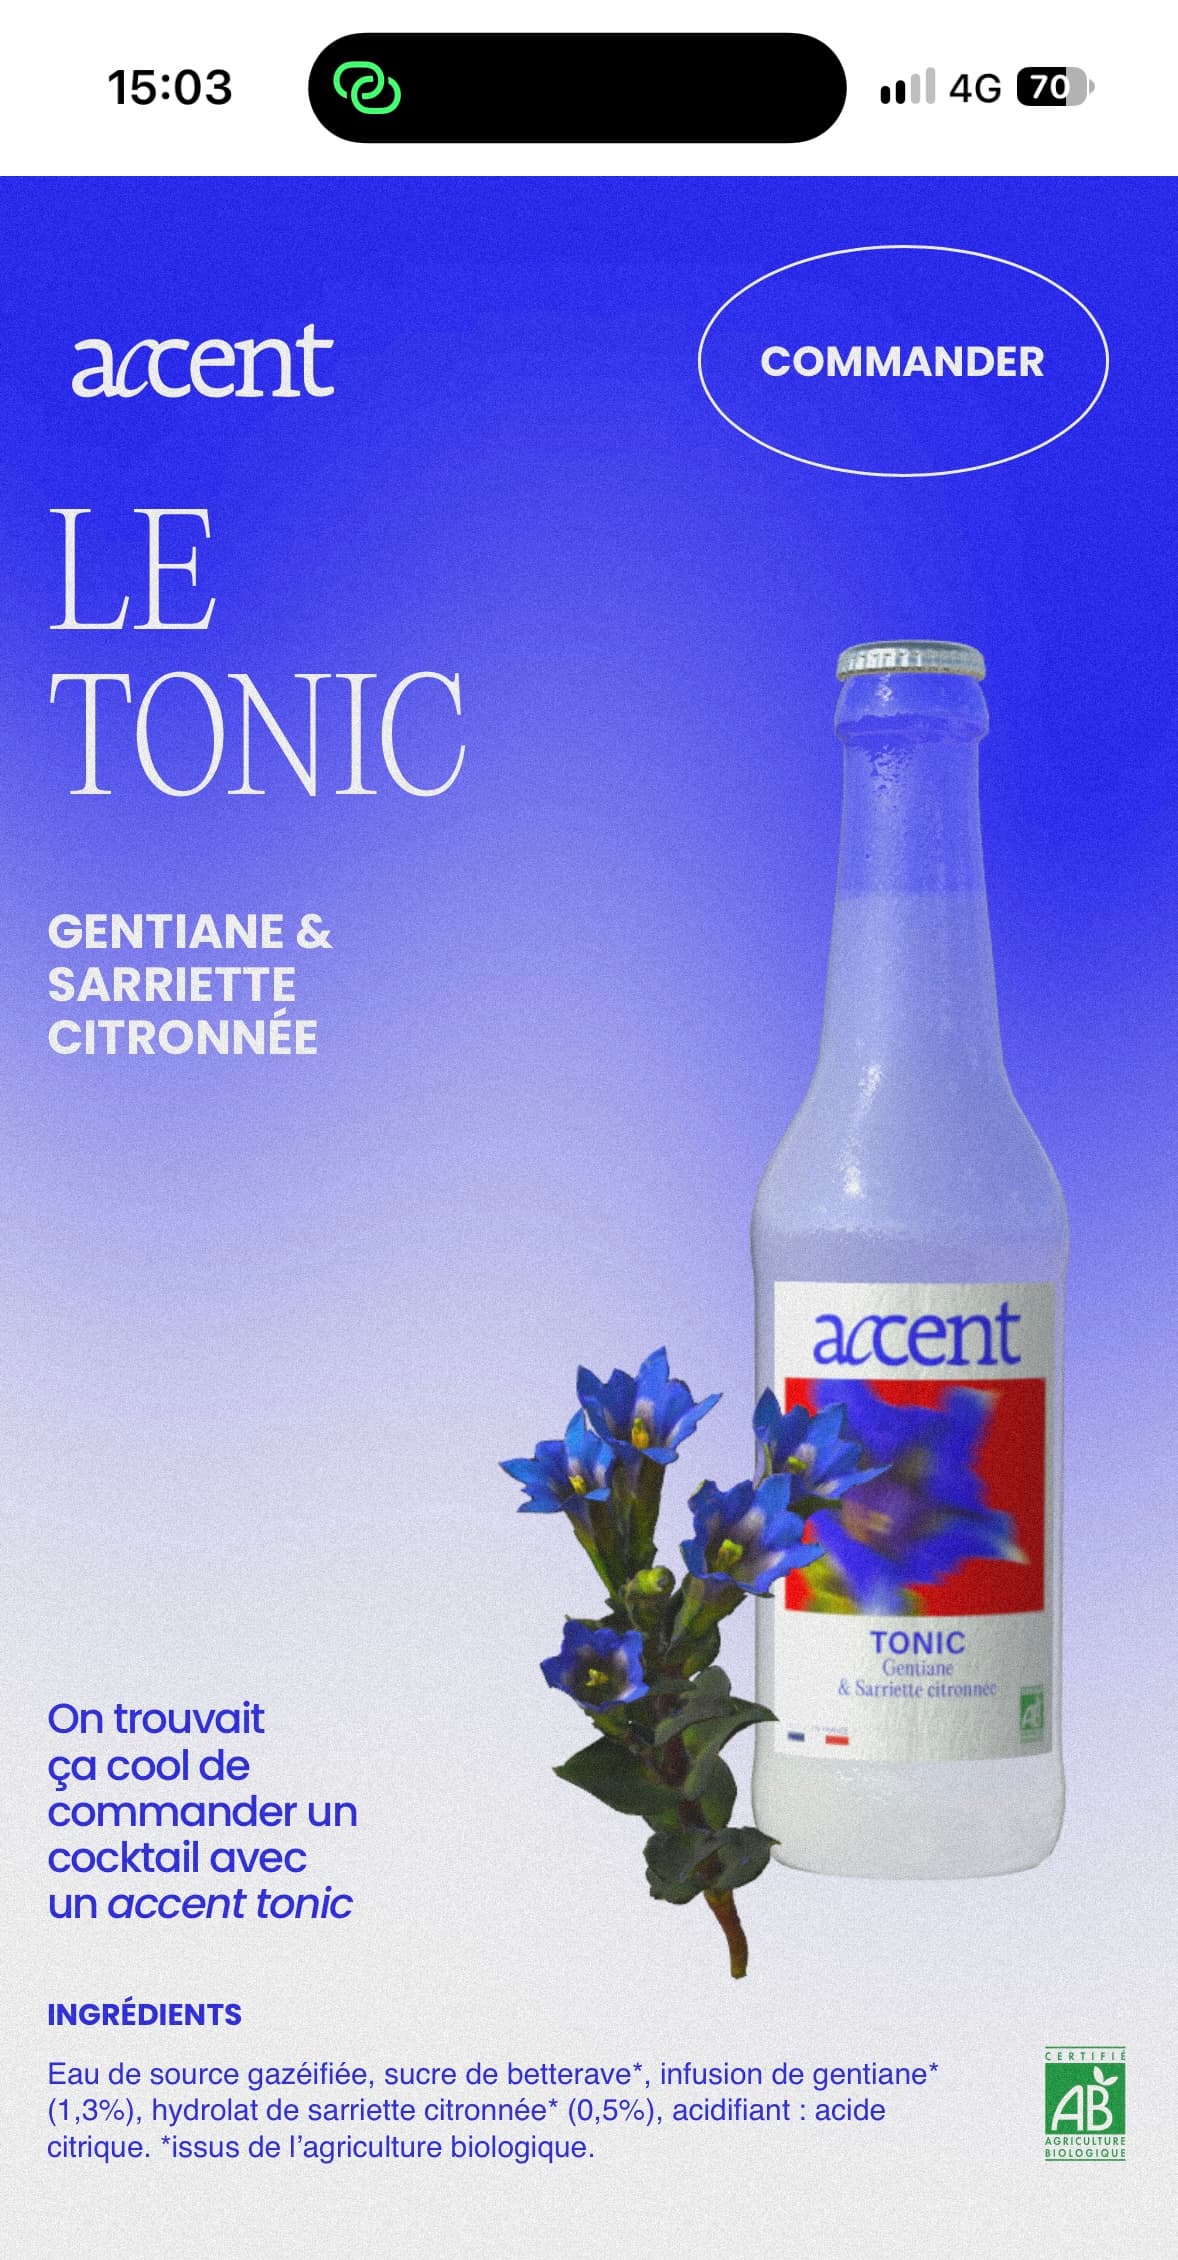 15:03
4G
70
accent
COMMANDER
LE
TONIC
GENTIANE &
SARRIETTE
CITRONNÉE
accent
TONIC
Gentiane
& Sarriette citronnée
AB
On trouvait
ça cool de
commander un
cocktail avec
un accent tonic
INGRÉDIENTS
Eau de source gazéifiée, sucre de betterave*, infusion de gentiane*
(1,3%), hydrolat de sarriette citronnée* (0,5%), acidifiant : acide
citrique. *issus de l’agriculture biologique.
CERTIFIÉ
AB
AGRICULTURE
BIOLOGIQUE